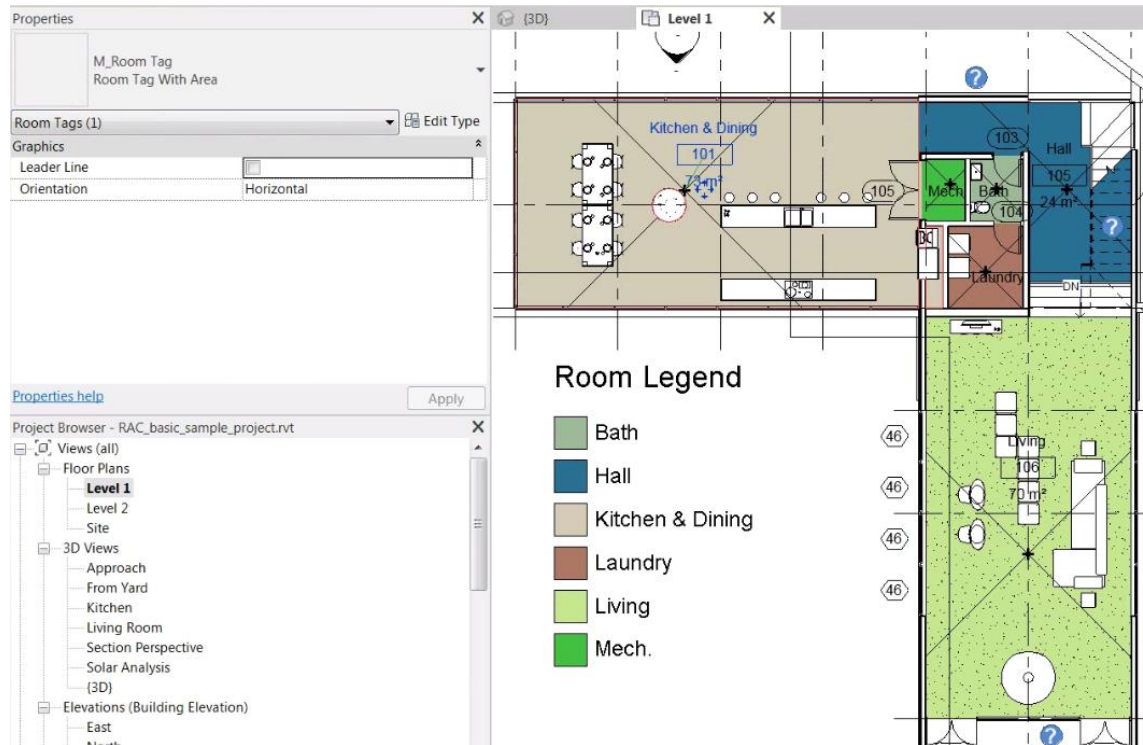 Properties
M_Room Tag
Room Tag With Area
Room Tags (1)
Edit Type
Graphics
Leader Line
Orientation Horizontal
Properties help
Apply
Project Browser - RAC_basic_sample_project.rvt
Views (all)
Floor Plans
Level 1
Level 2
Site
3D Views
Approach
From Yard
Kitchen
Living Room
Section Perspective
Solar Analysis
{3D}
Elevations (Building Elevation)
East
North
{3D}
Level 1
?
Kitchen & Dining
101
73 m²
105
103
Hall
105
24 m²
Mech.
Bath
104
?
Laundry
DN
Room Legend
Bath
Hall
Kitchen & Dining
Laundry
Living
Mech.
46
46
46
46
Living
106
70 m²
?